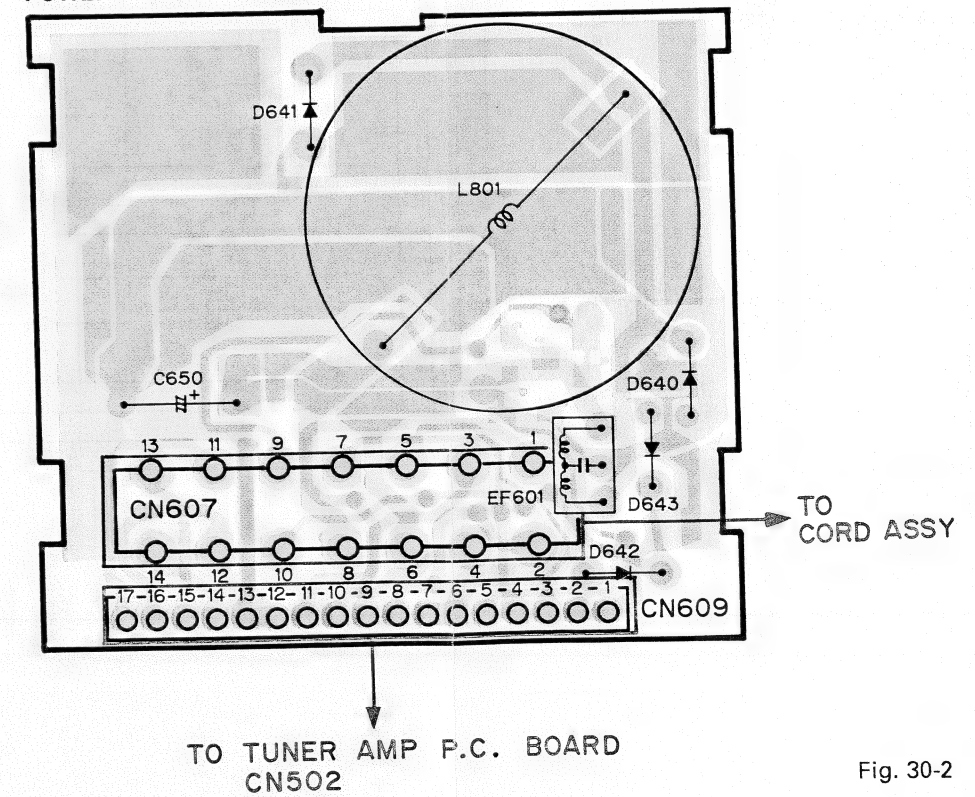 D641
L801
C650
+
D640
13 11 9 7 5 3 1
EF601
CN607
D643
TO
CORD ASSY
D642
14 12 10 8 6 4 2
17-16-15-14-13-12-11-10-9-8-7-6-5-4-3-2-1
CN609
TO TUNER AMP P.C. BOARD
CN502
Fig. 30-2